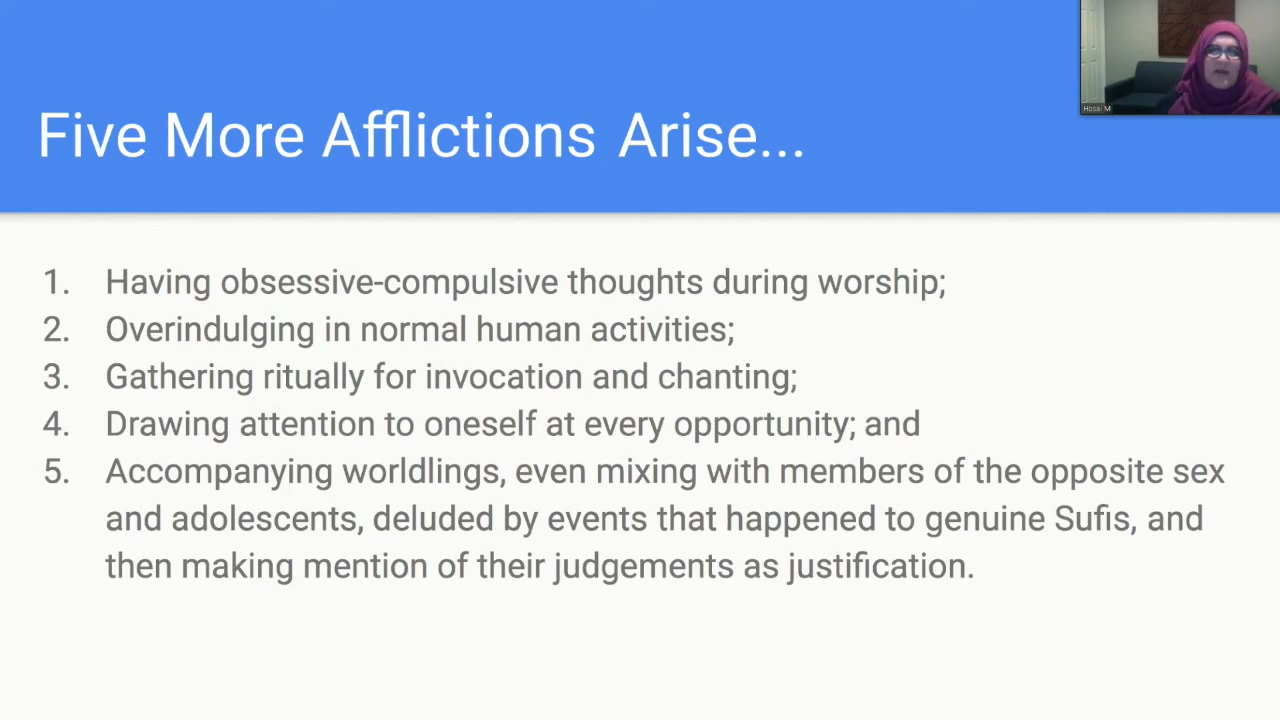 Five More Afflictions Arise...
1. Having obsessive-compulsive thoughts during worship;
2. Overindulging in normal human activities;
3. Gathering ritually for invocation and chanting;
4. Drawing attention to oneself at every opportunity; and
5. Accompanying worldlings, even mixing with members of the opposite sex
and adolescents, deluded by events that happened to genuine Sufis, and
then making mention of their judgements as justification.